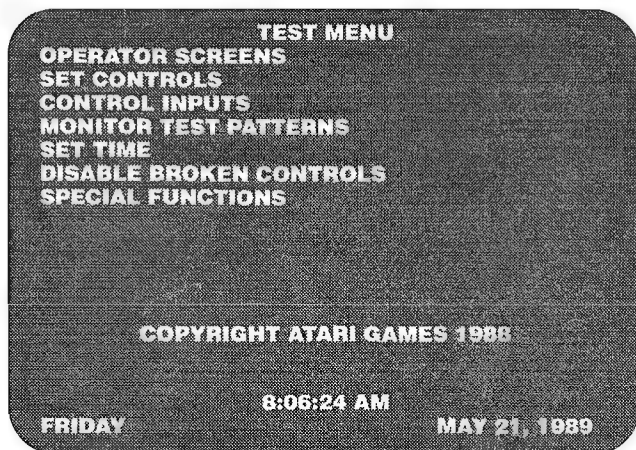 TEST MENU
OPERATOR SCREENS
SET CONTROLS
CONTROL INPUTS
MONITOR TEST PATTERNS
SET TIME
DISABLE BROKEN CONTROLS
SPECIAL FUNCTIONS
COPYRIGHT ATARI GAMES 1988
8:06:24 AM
FRIDAY MAY 21, 1989